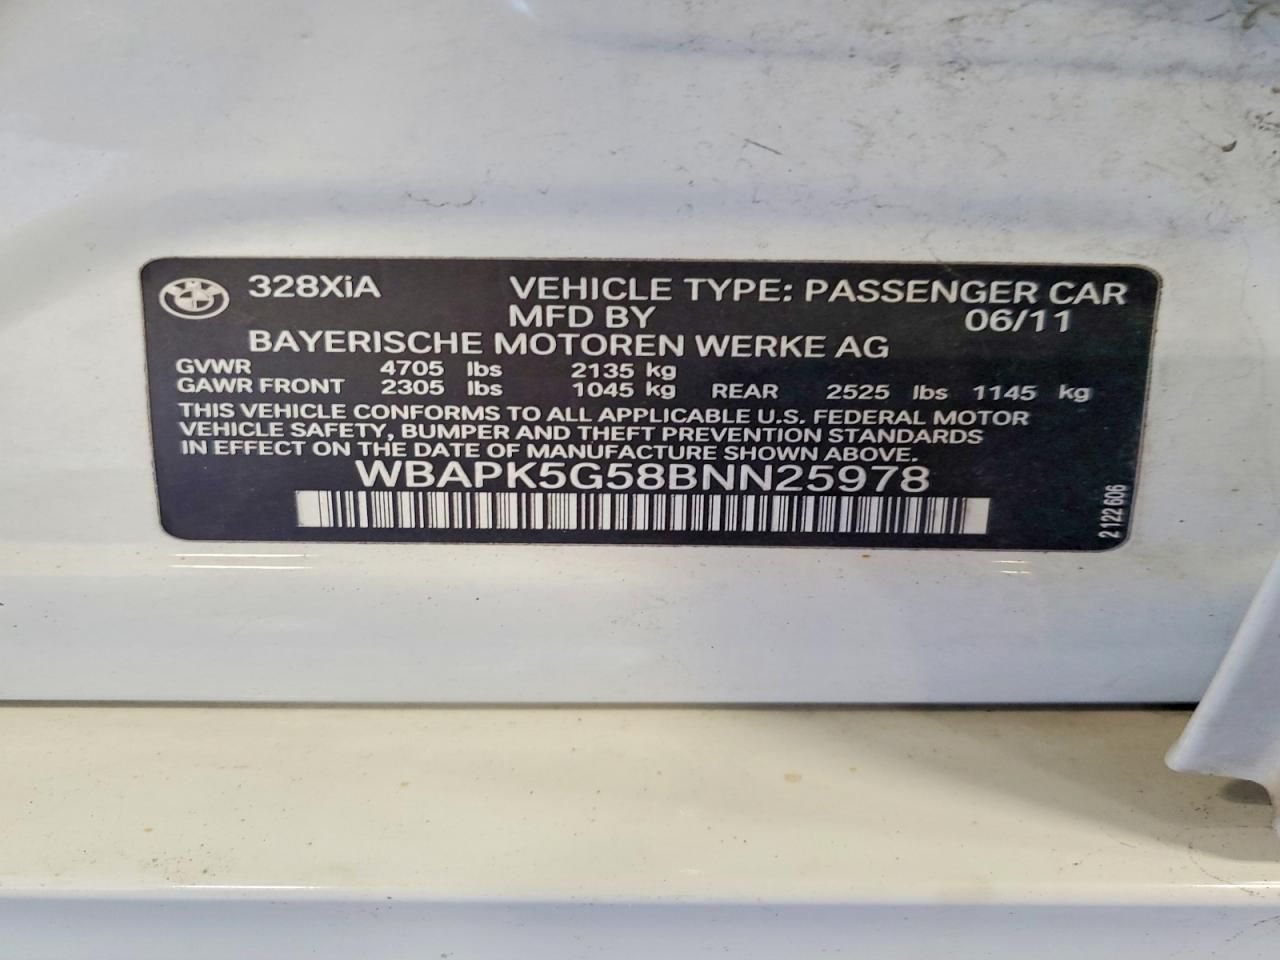 328XiA VEHICLE TYPE: PASSENGER CAR
MFD BY 06/11
BAYERISCHE MOTOREN WERKE AG
GVWR 4705 lbs 2135 kg
GAWR FRONT 2305 lbs 1045 kg REAR 2525 lbs 1145 kg
THIS VEHICLE CONFORMS TO ALL APPLICABLE U.S. FEDERAL MOTOR
VEHICLE SAFETY, BUMPER AND THEFT PREVENTION STANDARDS
IN EFFECT ON THE DATE OF MANUFACTURE SHOWN ABOVE.
WBAPK5G58BNN25978
2 122 606